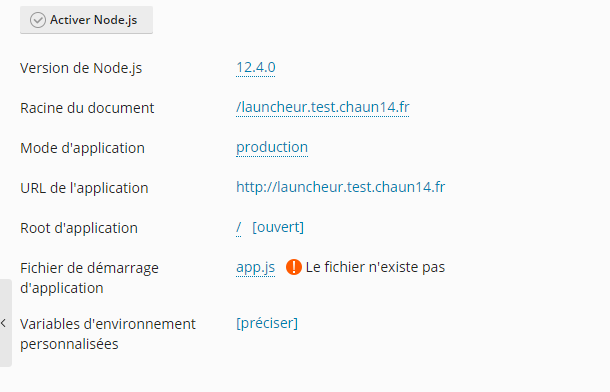 Activer Node.js
Version de Node.js 12.4.0
Racine du document /launcheur.test.chaun14.fr
Mode d'application production
URL de l'application http://launcheur.test.chaun14.fr
Root d'application / [ouvert]
Fichier de démarrage app.js ! Le fichier n'existe pas
d'application
Variables d'environnement [préciser]
personnalisées